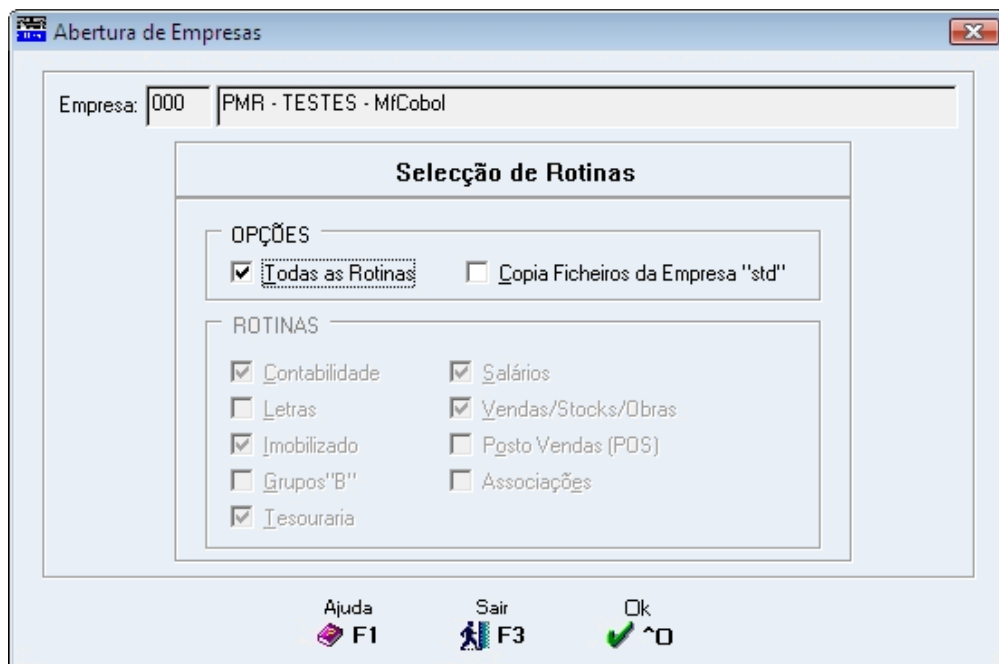 Abertura de Empresas
Empresa: 000 PMR - TESTES - MfCobol
Selecção de Rotinas
OPÇÕES
Todas as Rotinas Copia Ficheiros da Empresa "std"
ROTINAS
Contabilidade Salários
Letras Vendas/Stocks/Obras
Imobilizado Posto Vendas (POS)
Grupos"B" Associações
Tesouraria
Ajuda Sair Ok
F1 F3 ^O